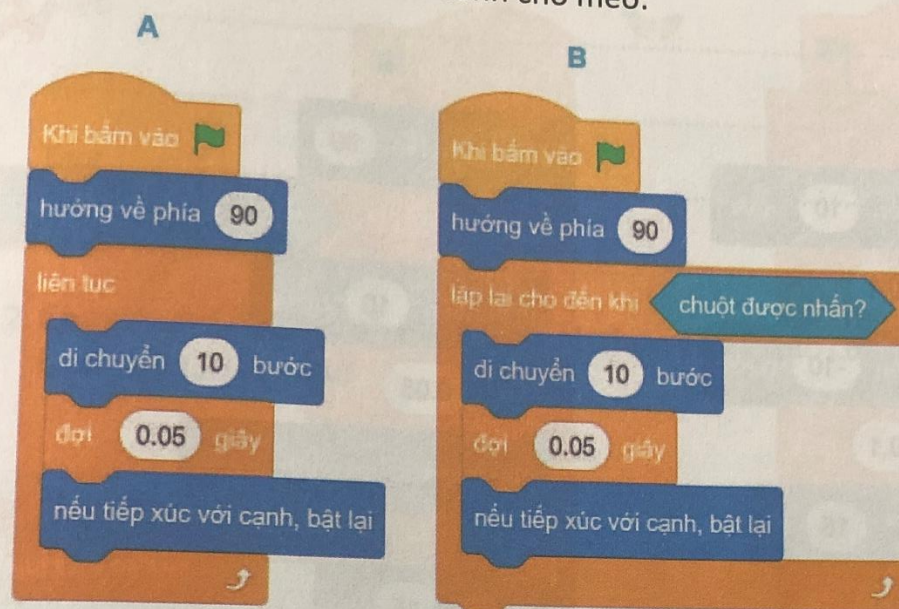 cho mèo.
A
Khi bấm vào
hướng về phía 90
liên tục
di chuyển 10 bước
đợi 0.05 giây
nếu tiếp xúc với cạnh, bật lại
B
Khi bấm vào
hướng về phía 90
lặp lại cho đến khi chuột được nhấn?
di chuyển 10 bước
đợi 0.05 giây
nếu tiếp xúc với cạnh, bật lại